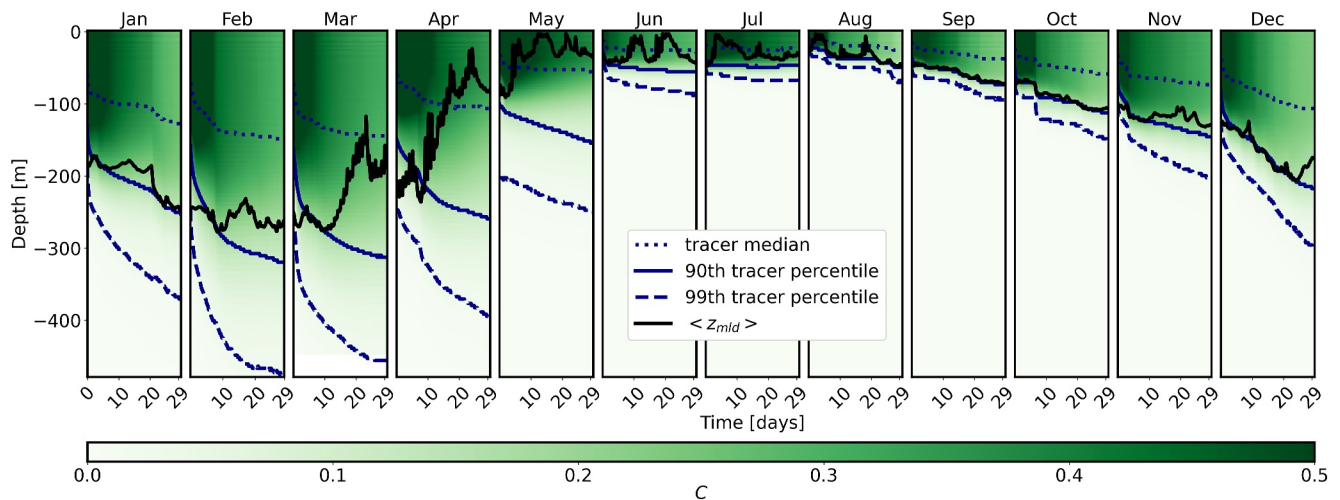 Jan Feb Mar Apr May Jun Jul Aug Sep Oct Nov Dec
0
−100
−200
−300
−400
Depth [m]
tracer median
90th tracer percentile
99th tracer percentile
< z_{mld} >
0 10 20 29 10 20 29 10 20 29 10 20 29 10 20 29 10 20 29 10 20 29 10 20 29 10 20 29 10 20 29 10 20 29 10 20 29
Time [days]
0.0 0.1 0.2 0.3 0.4 0.5
C